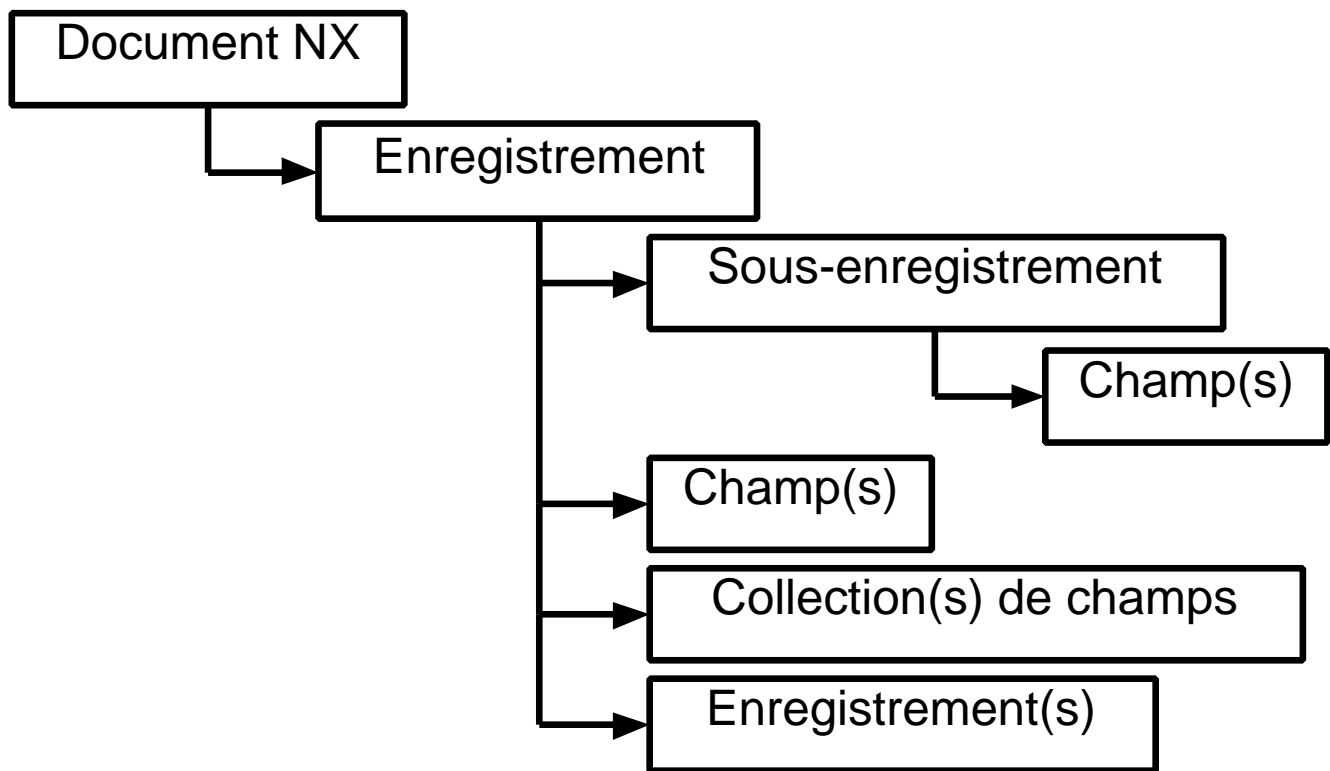 Document NX
Enregistrement
Sous-enregistrement
Champ(s)
Champ(s)
Collection(s) de champs
Enregistrement(s)